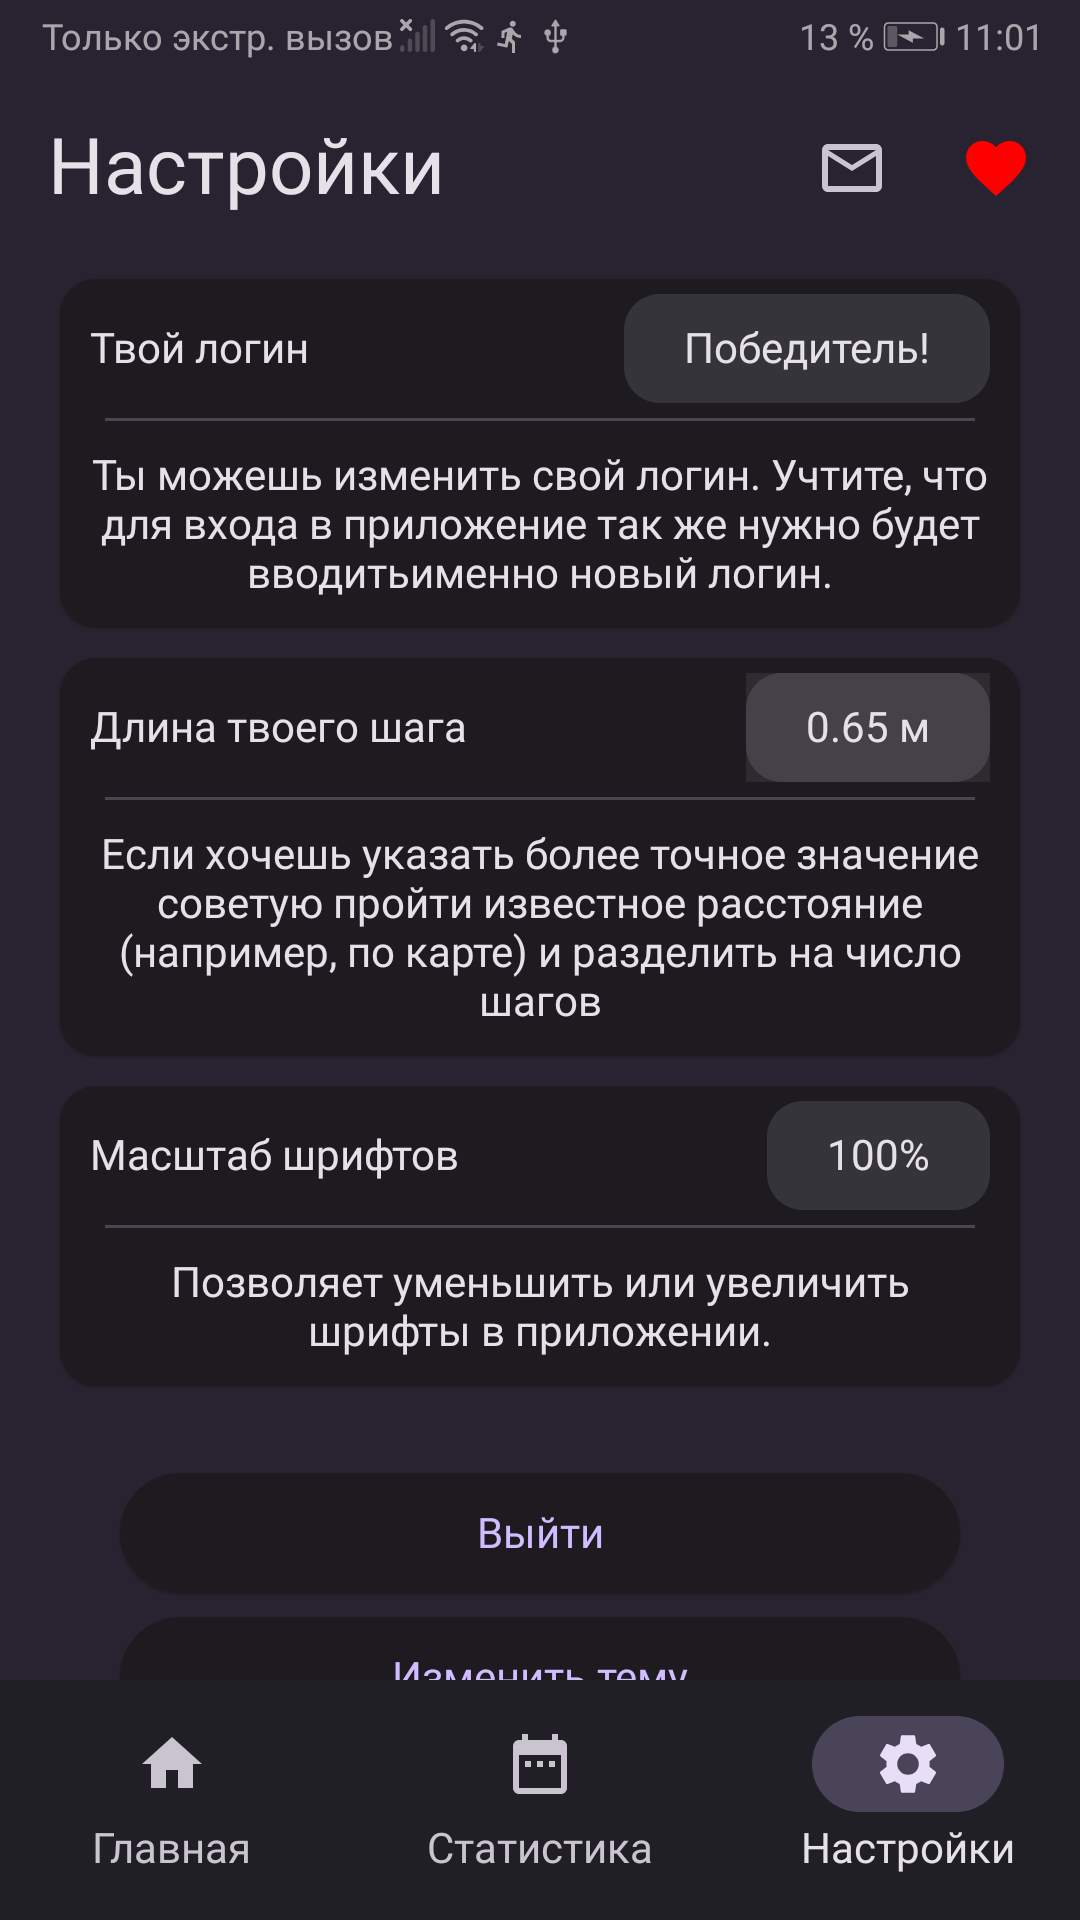 Только экстр. вызов 13 % 11:01
Настройки
Твой логин Победитель!
Ты можешь изменить свой логин. Учтите, что
для входа в приложение так же нужно будет
вводитьименно новый логин.
Длина твоего шага 0.65 м
Если хочешь указать более точное значение
советую пройти известное расстояние
(например, по карте) и разделить на число
шагов
Масштаб шрифтов 100%
Позволяет уменьшить или увеличить
шрифты в приложении.
Выйти
Изменить тему
Главная Статистика Настройки